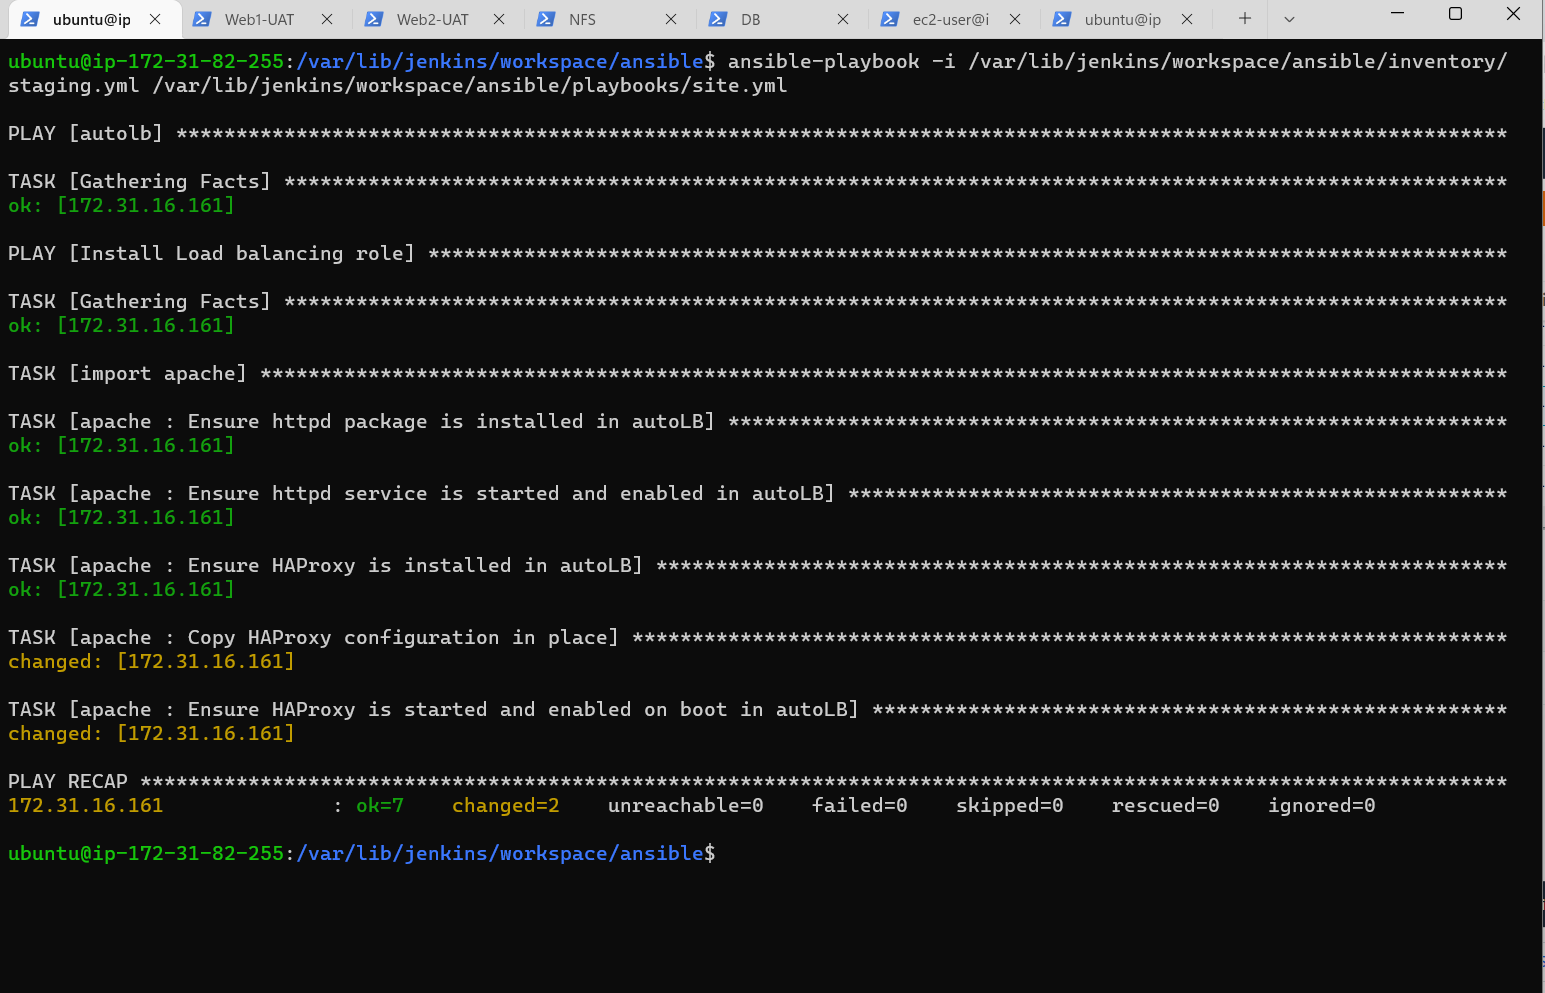 ubuntu@ip Web1-UAT Web2-UAT NFS DB ec2-user@i ubuntu@ip
ubuntu@ip-172-31-82-255:/var/lib/jenkins/workspace/ansible$ ansible-playbook -i /var/lib/jenkins/workspace/ansible/inventory/
staging.yml /var/lib/jenkins/workspace/ansible/playbooks/site.yml
PLAY [autolb] ***************************************************************************************************************
TASK [Gathering Facts] ******************************************************************************************************
ok: [172.31.16.161]
PLAY [Install Load balancing role] ******************************************************************************************
TASK [Gathering Facts] ******************************************************************************************************
ok: [172.31.16.161]
TASK [import apache] ********************************************************************************************************
TASK [apache : Ensure httpd package is installed in autoLB] *****************************************************************
ok: [172.31.16.161]
TASK [apache : Ensure httpd service is started and enabled in autoLB] *******************************************************
ok: [172.31.16.161]
TASK [apache : Ensure HAProxy is installed in autoLB] ***********************************************************************
ok: [172.31.16.161]
TASK [apache : Copy HAProxy configuration in place] *************************************************************************
changed: [172.31.16.161]
TASK [apache : Ensure HAProxy is started and enabled on boot in autoLB] *****************************************************
changed: [172.31.16.161]
PLAY RECAP ******************************************************************************************************************
172.31.16.161 : ok=7 changed=2 unreachable=0 failed=0 skipped=0 rescued=0 ignored=0
ubuntu@ip-172-31-82-255:/var/lib/jenkins/workspace/ansible$